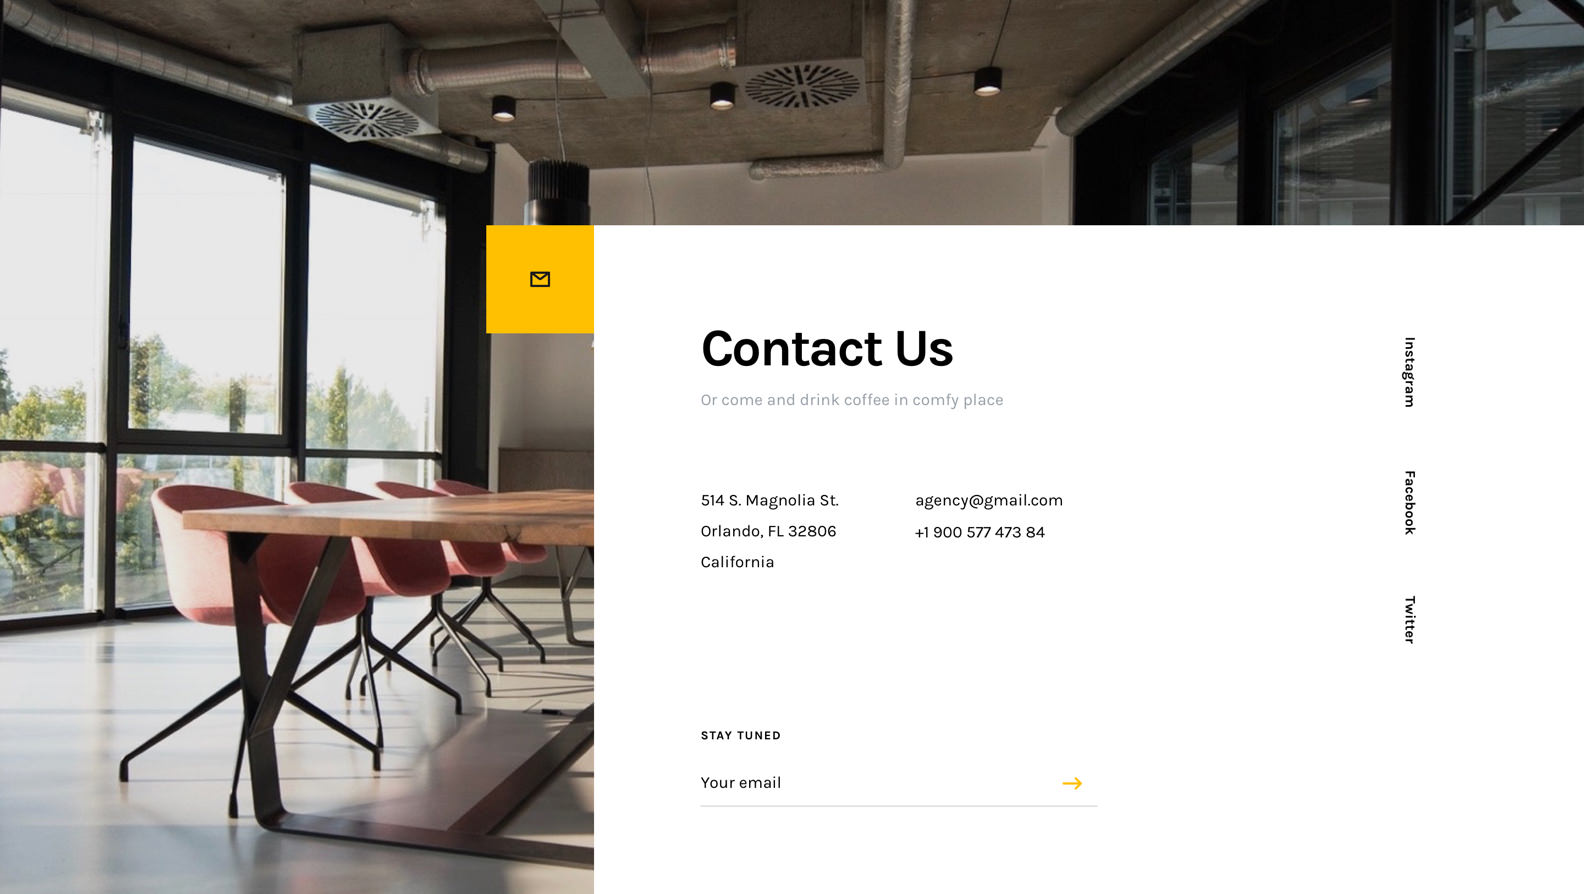 Contact Us
Or come and drink coffee in comfy place
514 S. Magnolia St.
Orlando, FL 32806
California
agency@gmail.com
+1 900 577 473 84
Instagram
Facebook
Twitter
STAY TUNED
Your email